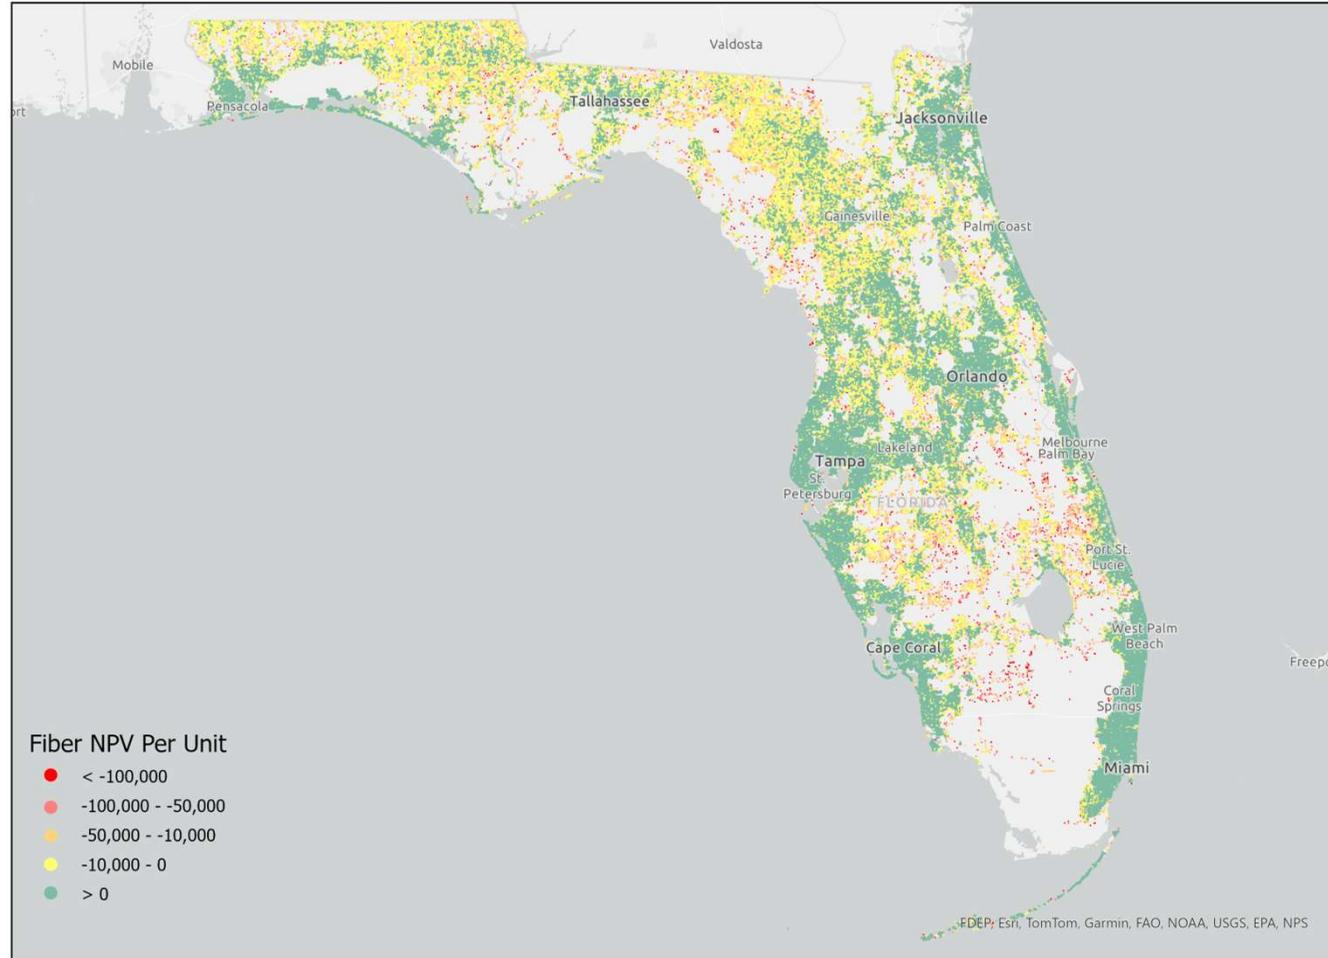 Valdosta
Mobile
Pensacola
Tallahassee
Jacksonville
Gainesville
Palm Coast
Orlando
Melbourne
Palm Bay
Lakeland
Tampa
St.
Petersburg
FLORIDA
Port St.
Lucie
West Palm
Beach
Cape Coral
Coral
Springs
Miami
Fiber NPV Per Unit
< -100,000
-100,000 - -50,000
-50,000 - -10,000
-10,000 - 0
> 0
FDEP, Esri, TomTom, Garmin, FAO, NOAA, USGS, EPA, NPS